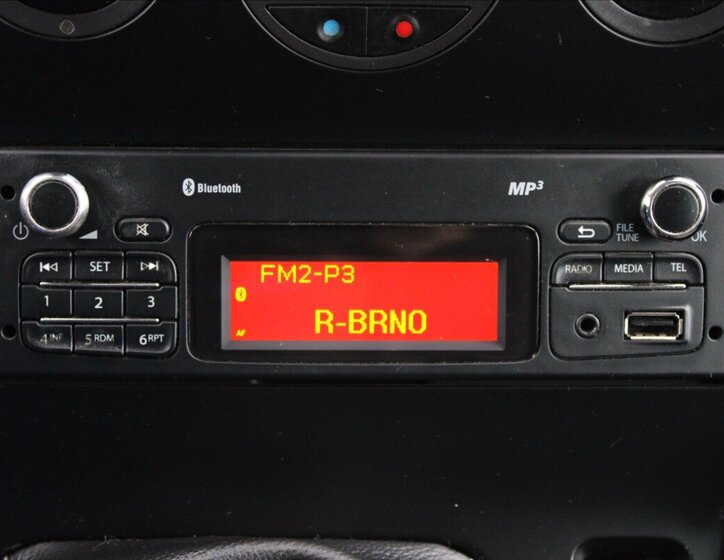 Bluetooth
MP3
FILE
TUNE
OK
SET
RADIO
MEDIA
TEL
FM2-P3
1
2
3
R-BRNO
AF
4 INF
5 RDM
6 RPT